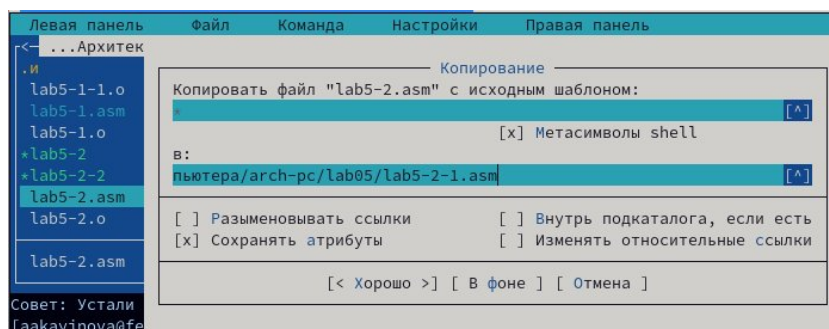 Левая панель Файл Команда Настройки Правая панель
<— ...Архитек
.и
Копирование
lab5-1-1.o
Копировать файл "lab5-2.asm" с исходным шаблоном:
lab5-1.asm
* [^]
lab5-1.o
[x] Метасимволы shell
*lab5-2
в:
*lab5-2-2
пьютера/arch-pc/lab05/lab5-2-1.asm [^]
lab5-2.asm
lab5-2.o
[ ] Разыменовывать ссылки [ ] Внутрь подкаталога, если есть
[x] Сохранять атрибуты [ ] Изменять относительные ссылки
lab5-2.asm
[< Хорошо >] [ В фоне ] [ Отмена ]
Совет: Устали
[aakavinova@fe